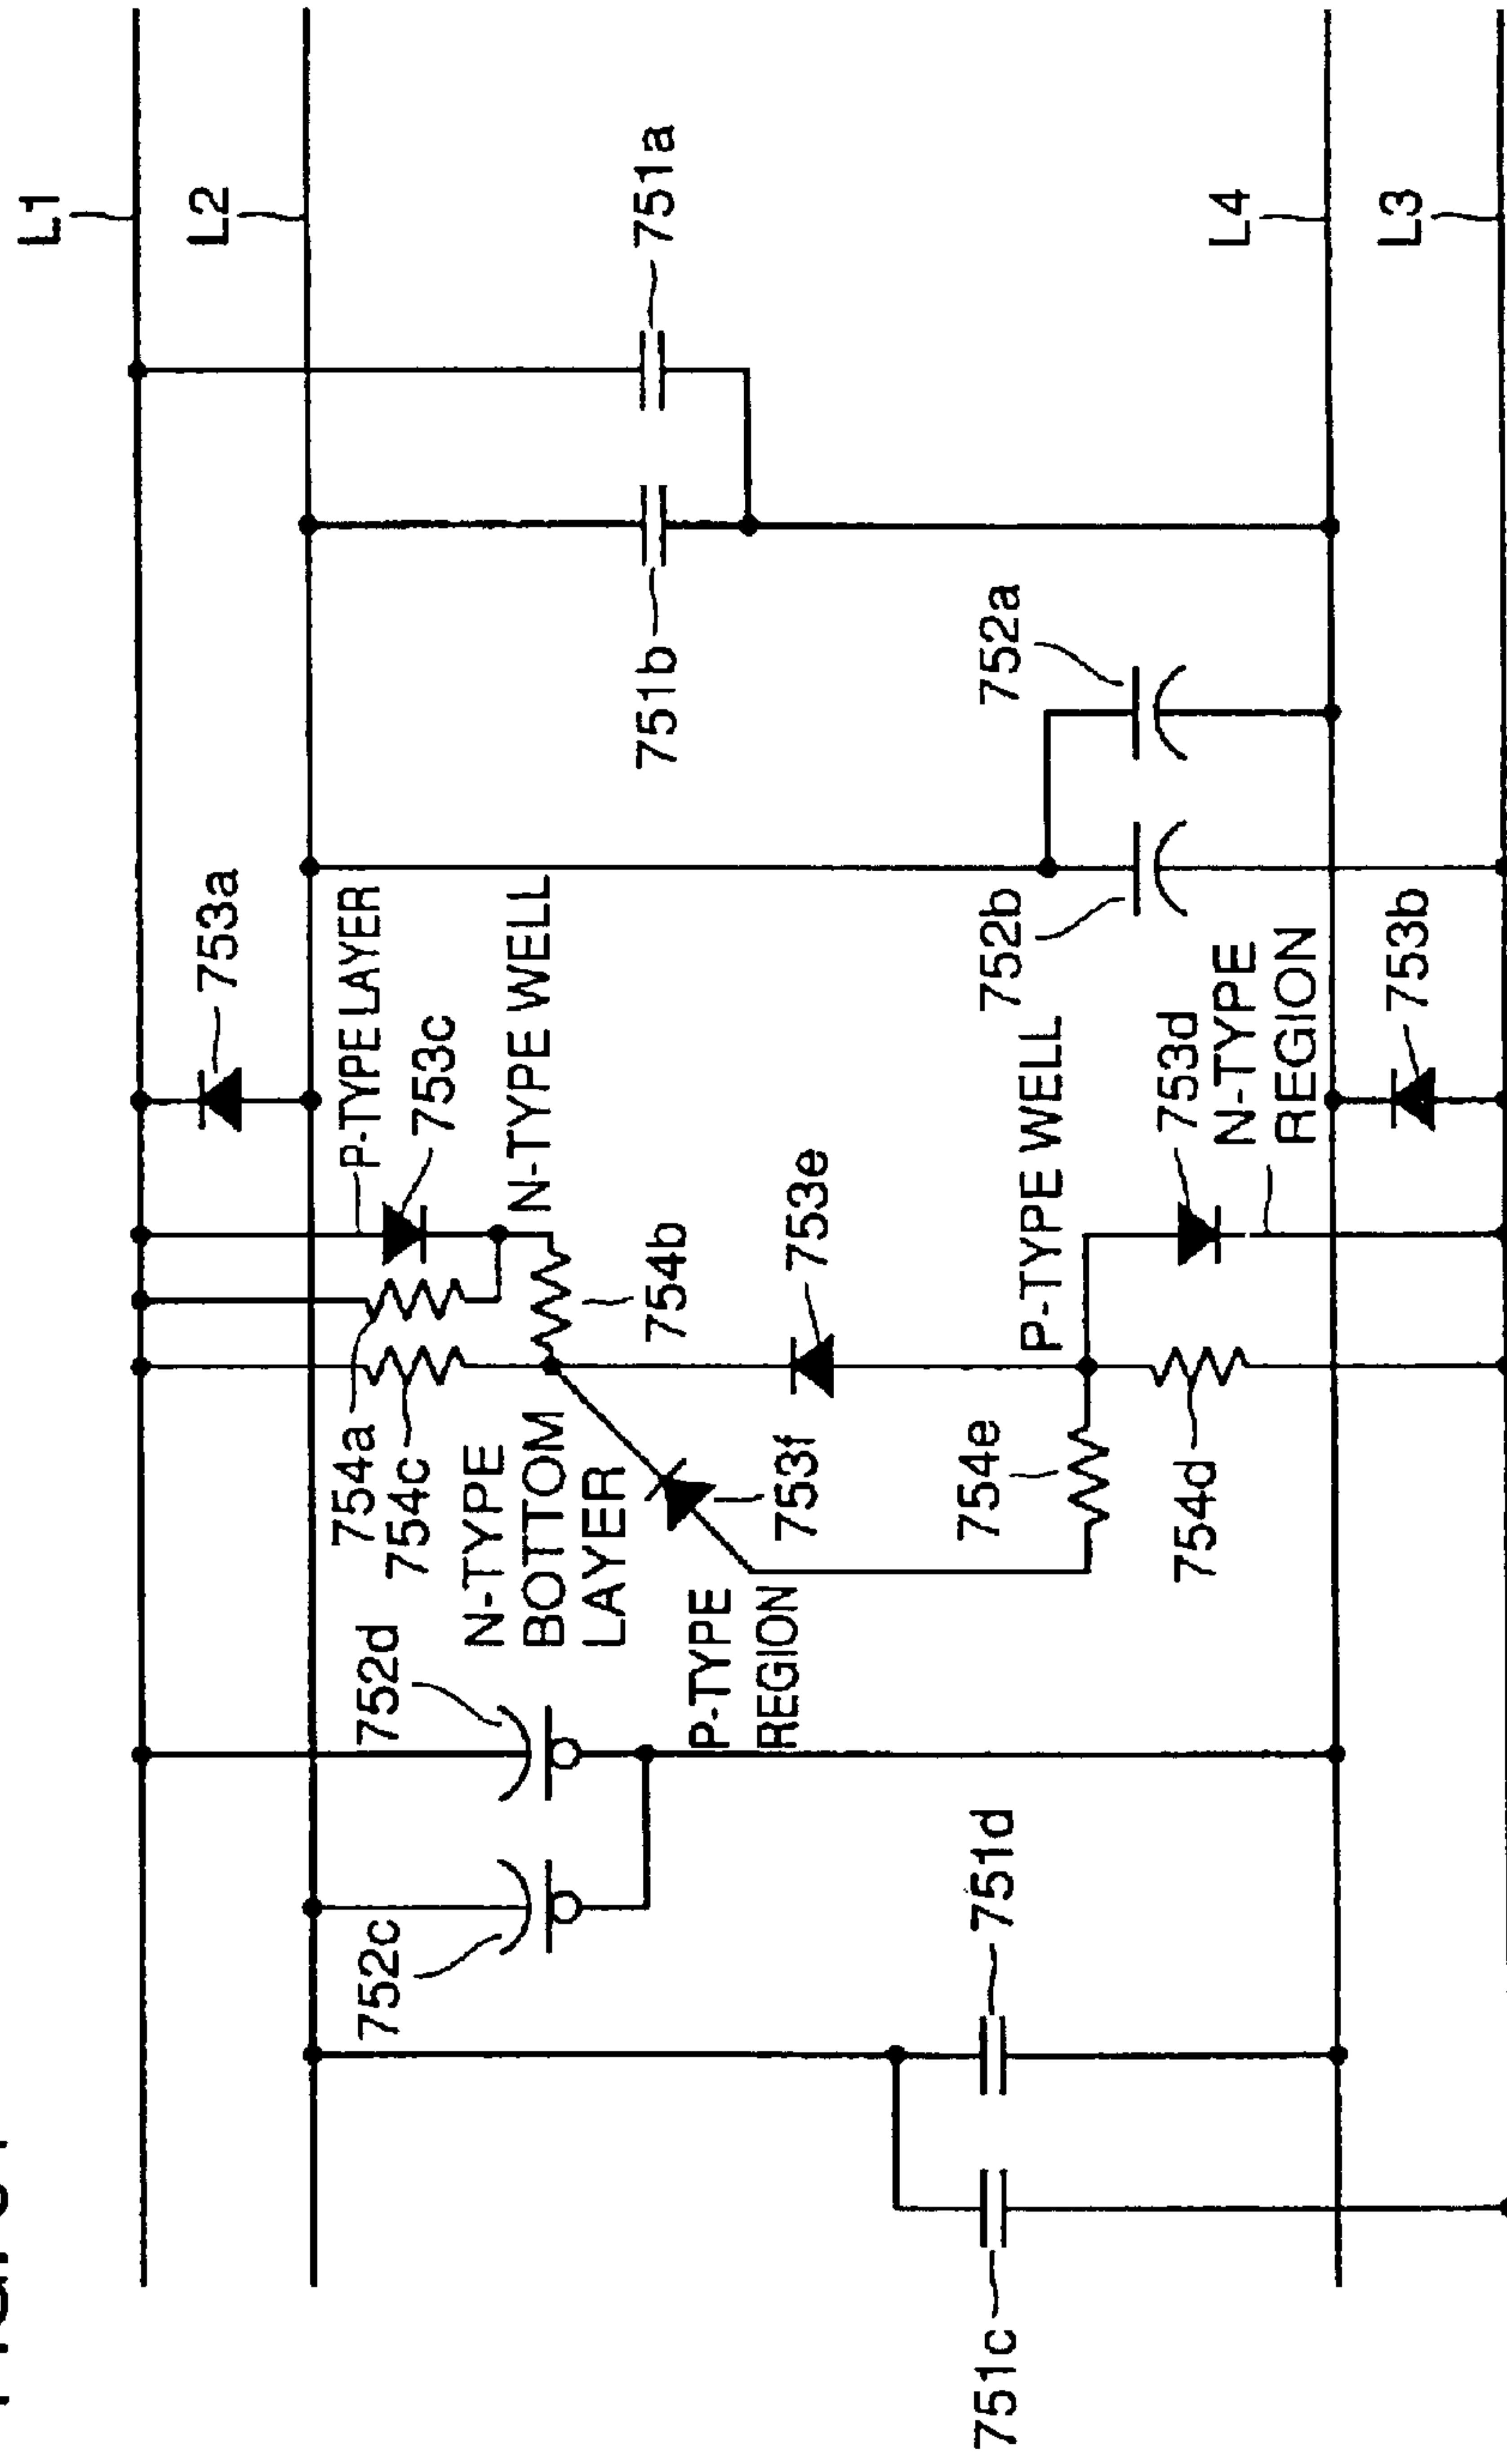 L1
L2
L4
L3
751a
751b
752a
752b
753a
P-TYPE LAYER
753c
N-TYPE WELL
753e
754b
P-TYPE WELL
753d
N-TYPE
REGION
753b
754a
754c
N-TYPE
BOTTOM
LAYER
753f
754e
754d
P-TYPE
REGION
752d
752c
751d
751c